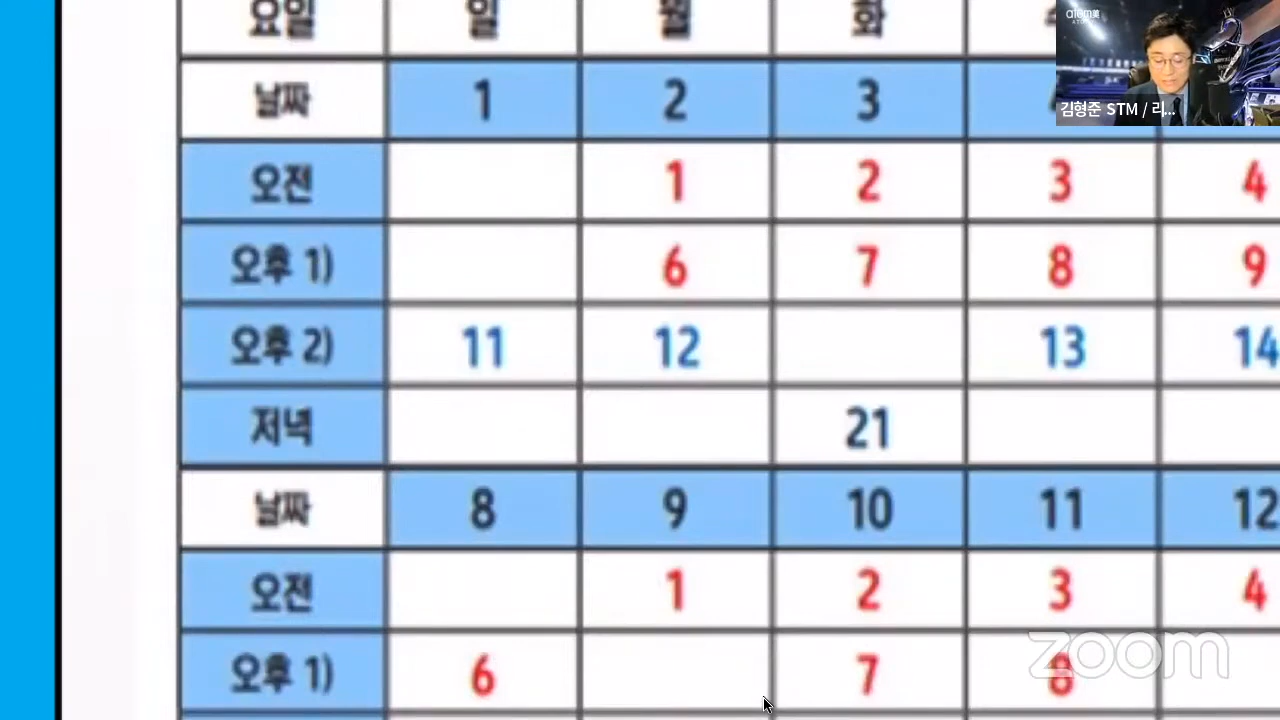 요일 일 월 화
날짜 1 2 3
오전 1 2 3 4
오후 1) 6 7 8 9
오후 2) 11 12 13 14
저녁 21
날짜 8 9 10 11 12
오전 1 2 3 4
오후 1) 6 7 8
김형준 STM / 리...
zoom